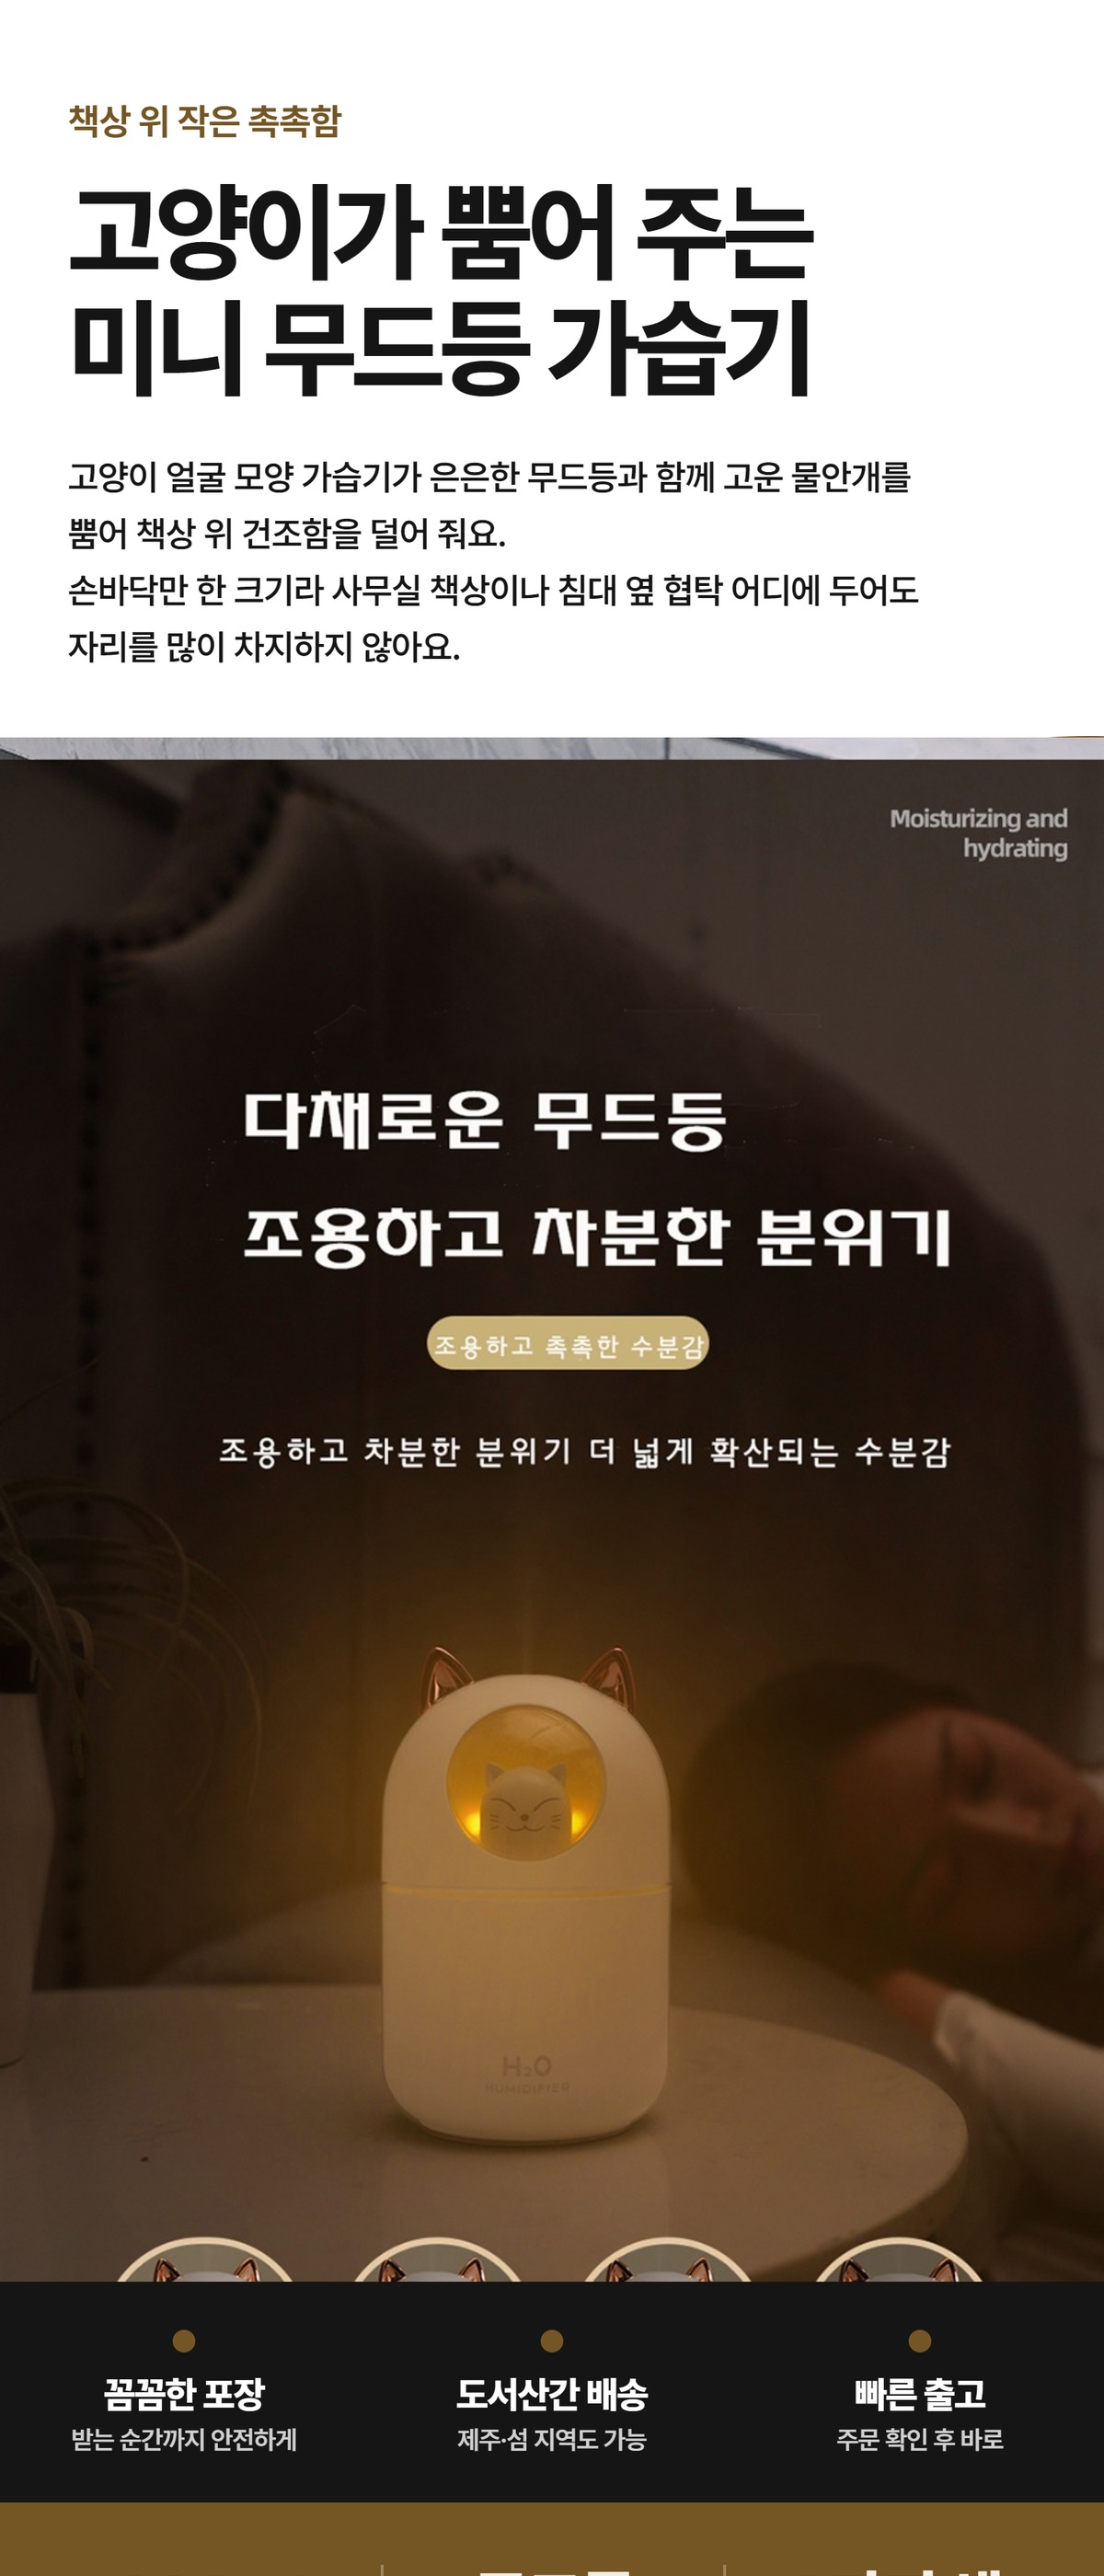 책상 위 작은 촉촉함
고양이가 뿜어 주는
미니 무드등 가습기
고양이 얼굴 모양 가습기가 은은한 무드등과 함께 고운 물안개를
뿜어 책상 위 건조함을 덜어 줘요.
손바닥만 한 크기라 사무실 책상이나 침대 옆 협탁 어디에 두어도
자리를 많이 차지하지 않아요.
Moisturizing and
hydrating
다채로운 무드등
조용하고 차분한 분위기
조용하고 촉촉한 수분감
조용하고 차분한 분위기 더 넓게 확산되는 수분감
H₂O
HUMIDIFIER
꼼꼼한 포장
받는 순간까지 안전하게
도서산간 배송
제주·섬 지역도 가능
빠른 출고
주문 확인 후 바로